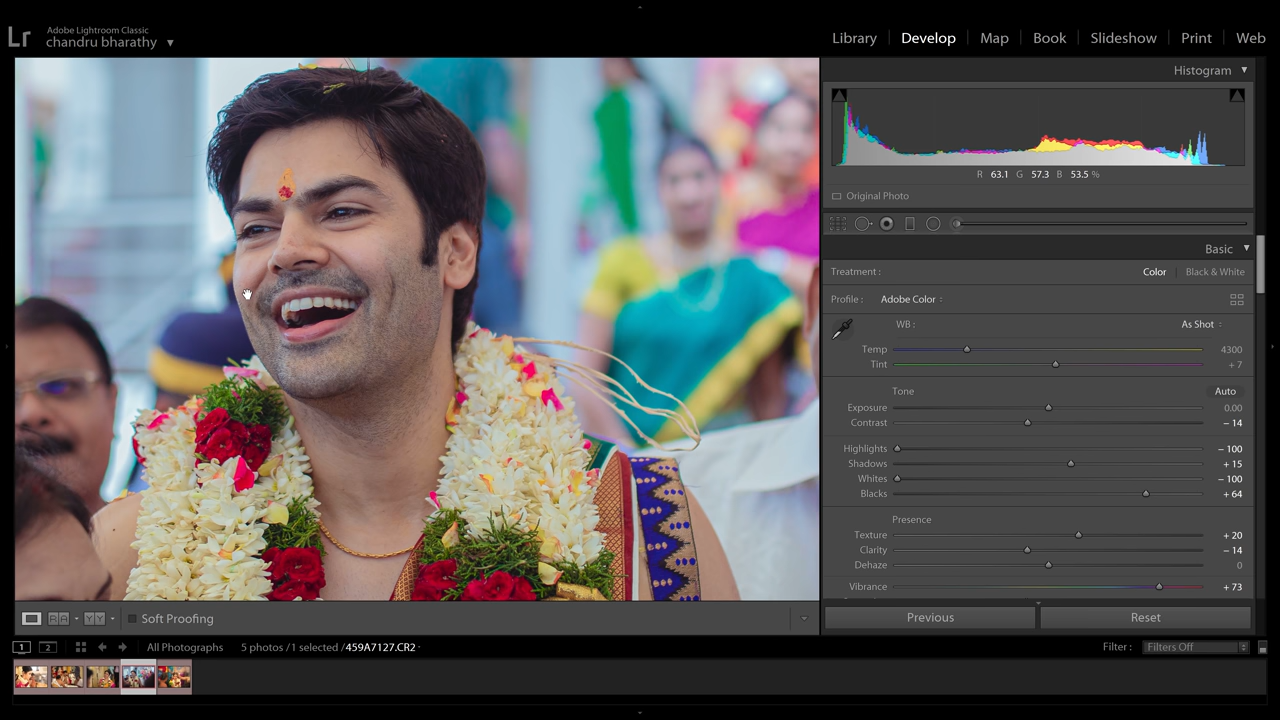 Lr
Adobe Lightroom Classic
chandru bharathy
Library | Develop | Map | Book | Slideshow | Print | Web
Histogram
R 63.1 G 57.3 B 53.5 %
Original Photo
Basic
Treatment : Color | Black & White
Profile : Adobe Color
WB : As Shot
Temp 4300
Tint + 7
Tone Auto
Exposure 0.00
Contrast − 14
Highlights − 100
Shadows + 15
Whites − 100
Blacks + 64
Presence
Texture + 20
Clarity − 14
Dehaze 0
Vibrance + 73
Previous Reset
R A Y Y Soft Proofing
1 2 All Photographs 5 photos / 1 selected / 459A7127.CR2 Filter : Filters Off